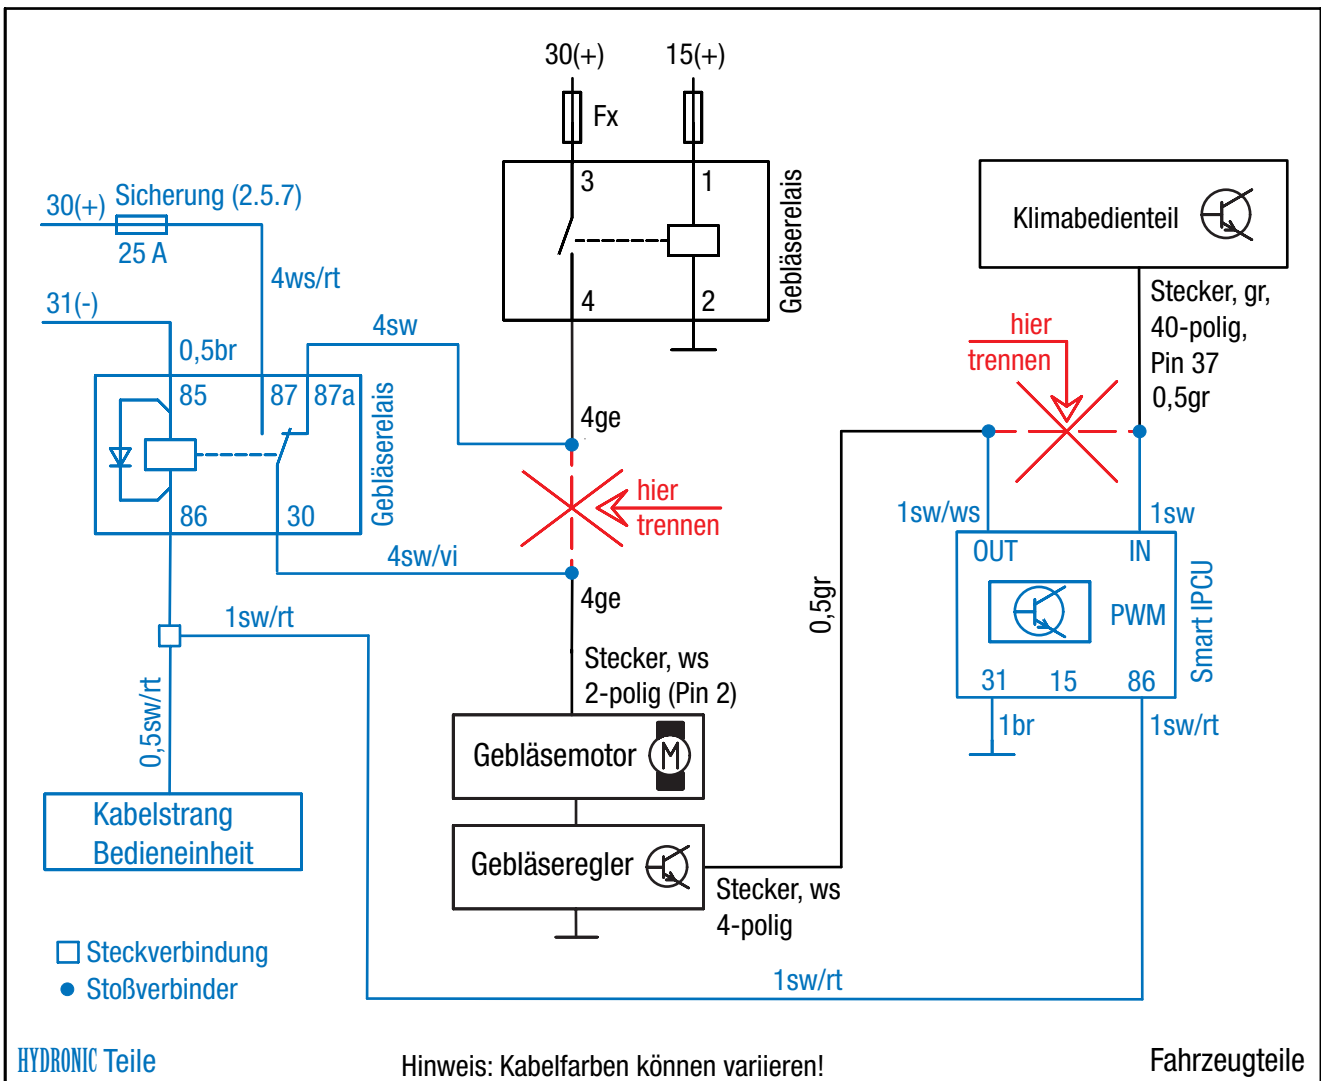 30(+)
15(+)
Fx
3
1
4
2
Gebläserelais
Sicherung (2.5.7)
30(+)
25 A
4ws/rt
31(-)
0,5br
4sw
85
87
87a
86
30
Gebläserelais
4sw/vi
1sw/rt
0,5sw/rt
Kabelstrang
Bedieneinheit
4ge
hier
trennen
4ge
Stecker, ws
2-polig (Pin 2)
Gebläsemotor
M
Gebläseregler
Stecker, ws
4-polig
0,5gr
Klimabedienteil
Stecker, gr,
40-polig,
Pin 37
0,5gr
hier
trennen
1sw/ws
1sw
OUT
IN
PWM
Smart IPCU
31
15
86
1br
1sw/rt
1sw/rt
Steckverbindung
Stoßverbinder
HYDRONIC Teile
Hinweis: Kabelfarben können variieren!
Fahrzeugteile